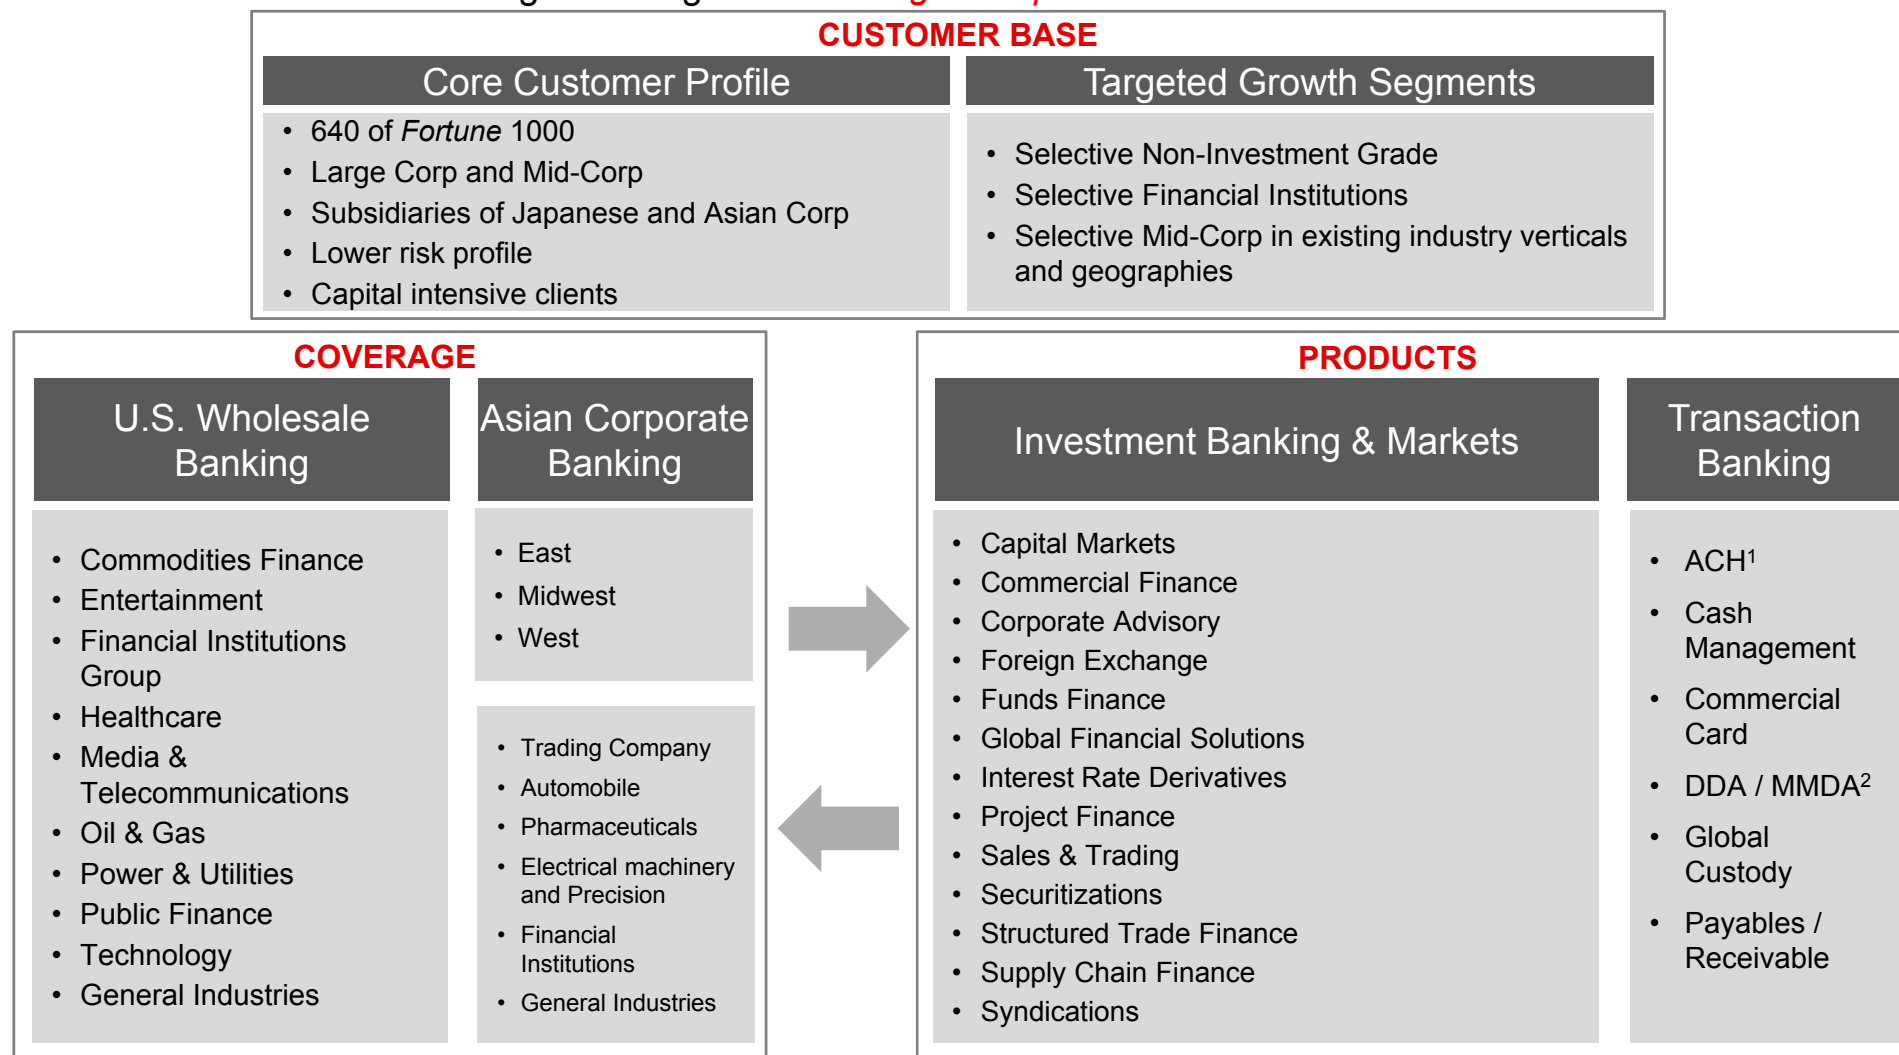 CUSTOMER BASE
Core Customer Profile
• 640 of Fortune 1000
• Large Corp and Mid-Corp
• Subsidiaries of Japanese and Asian Corp
• Lower risk profile
• Capital intensive clients
Targeted Growth Segments
• Selective Non-Investment Grade
• Selective Financial Institutions
• Selective Mid-Corp in existing industry verticals
and geographies
COVERAGE
U.S. Wholesale
Banking
• Commodities Finance
• Entertainment
• Financial Institutions
Group
• Healthcare
• Media &
Telecommunications
• Oil & Gas
• Power & Utilities
• Public Finance
• Technology
• General Industries
Asian Corporate
Banking
• East
• Midwest
• West
• Trading Company
• Automobile
• Pharmaceuticals
• Electrical machinery
and Precision
• Financial
Institutions
• General Industries
PRODUCTS
Investment Banking & Markets
• Capital Markets
• Commercial Finance
• Corporate Advisory
• Foreign Exchange
• Funds Finance
• Global Financial Solutions
• Interest Rate Derivatives
• Project Finance
• Sales & Trading
• Securitizations
• Structured Trade Finance
• Supply Chain Finance
• Syndications
Transaction
Banking
• ACH¹
• Cash
Management
• Commercial
Card
• DDA / MMDA²
• Global
Custody
• Payables /
Receivable